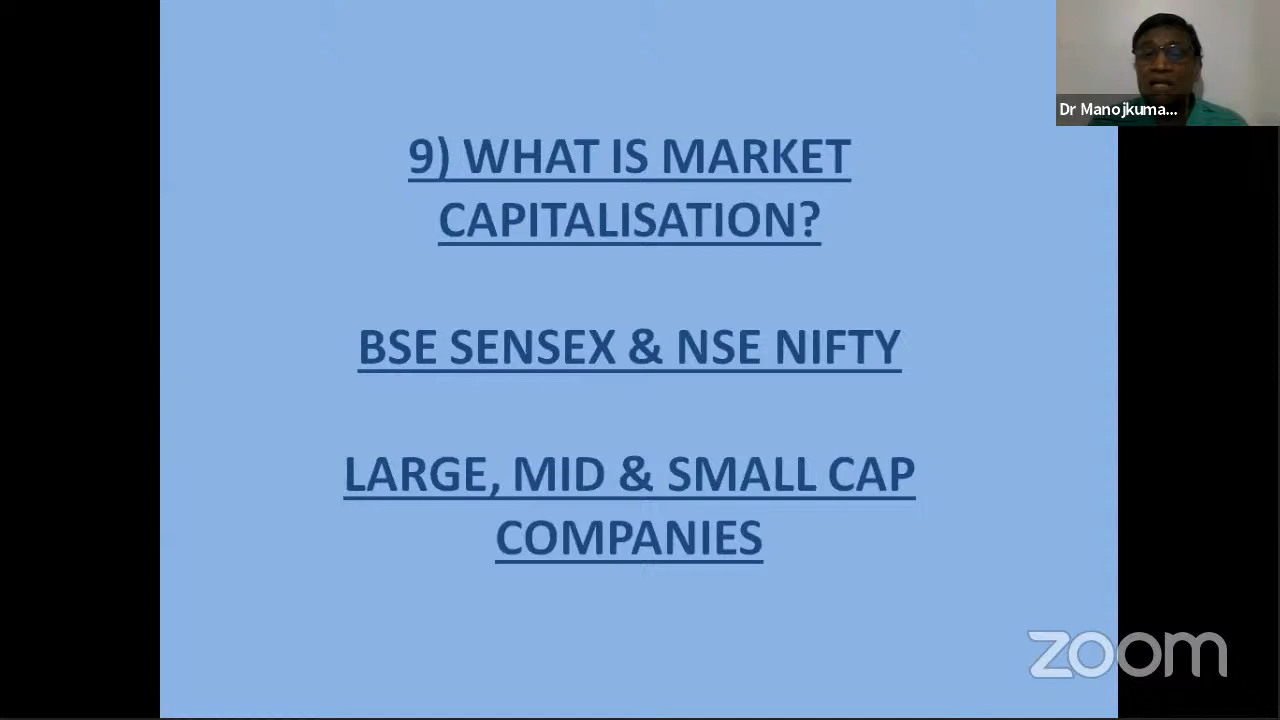 Dr Manojkuma...
9) WHAT IS MARKET
CAPITALISATION?
BSE SENSEX & NSE NIFTY
LARGE, MID & SMALL CAP
COMPANIES
zoom